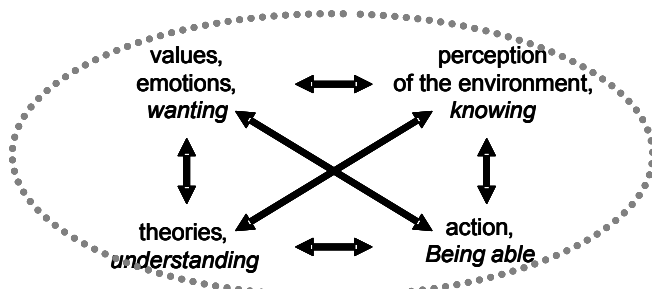 values,
emotions,
wanting
perception
of the environment,
knowing
theories,
understanding
action,
Being able